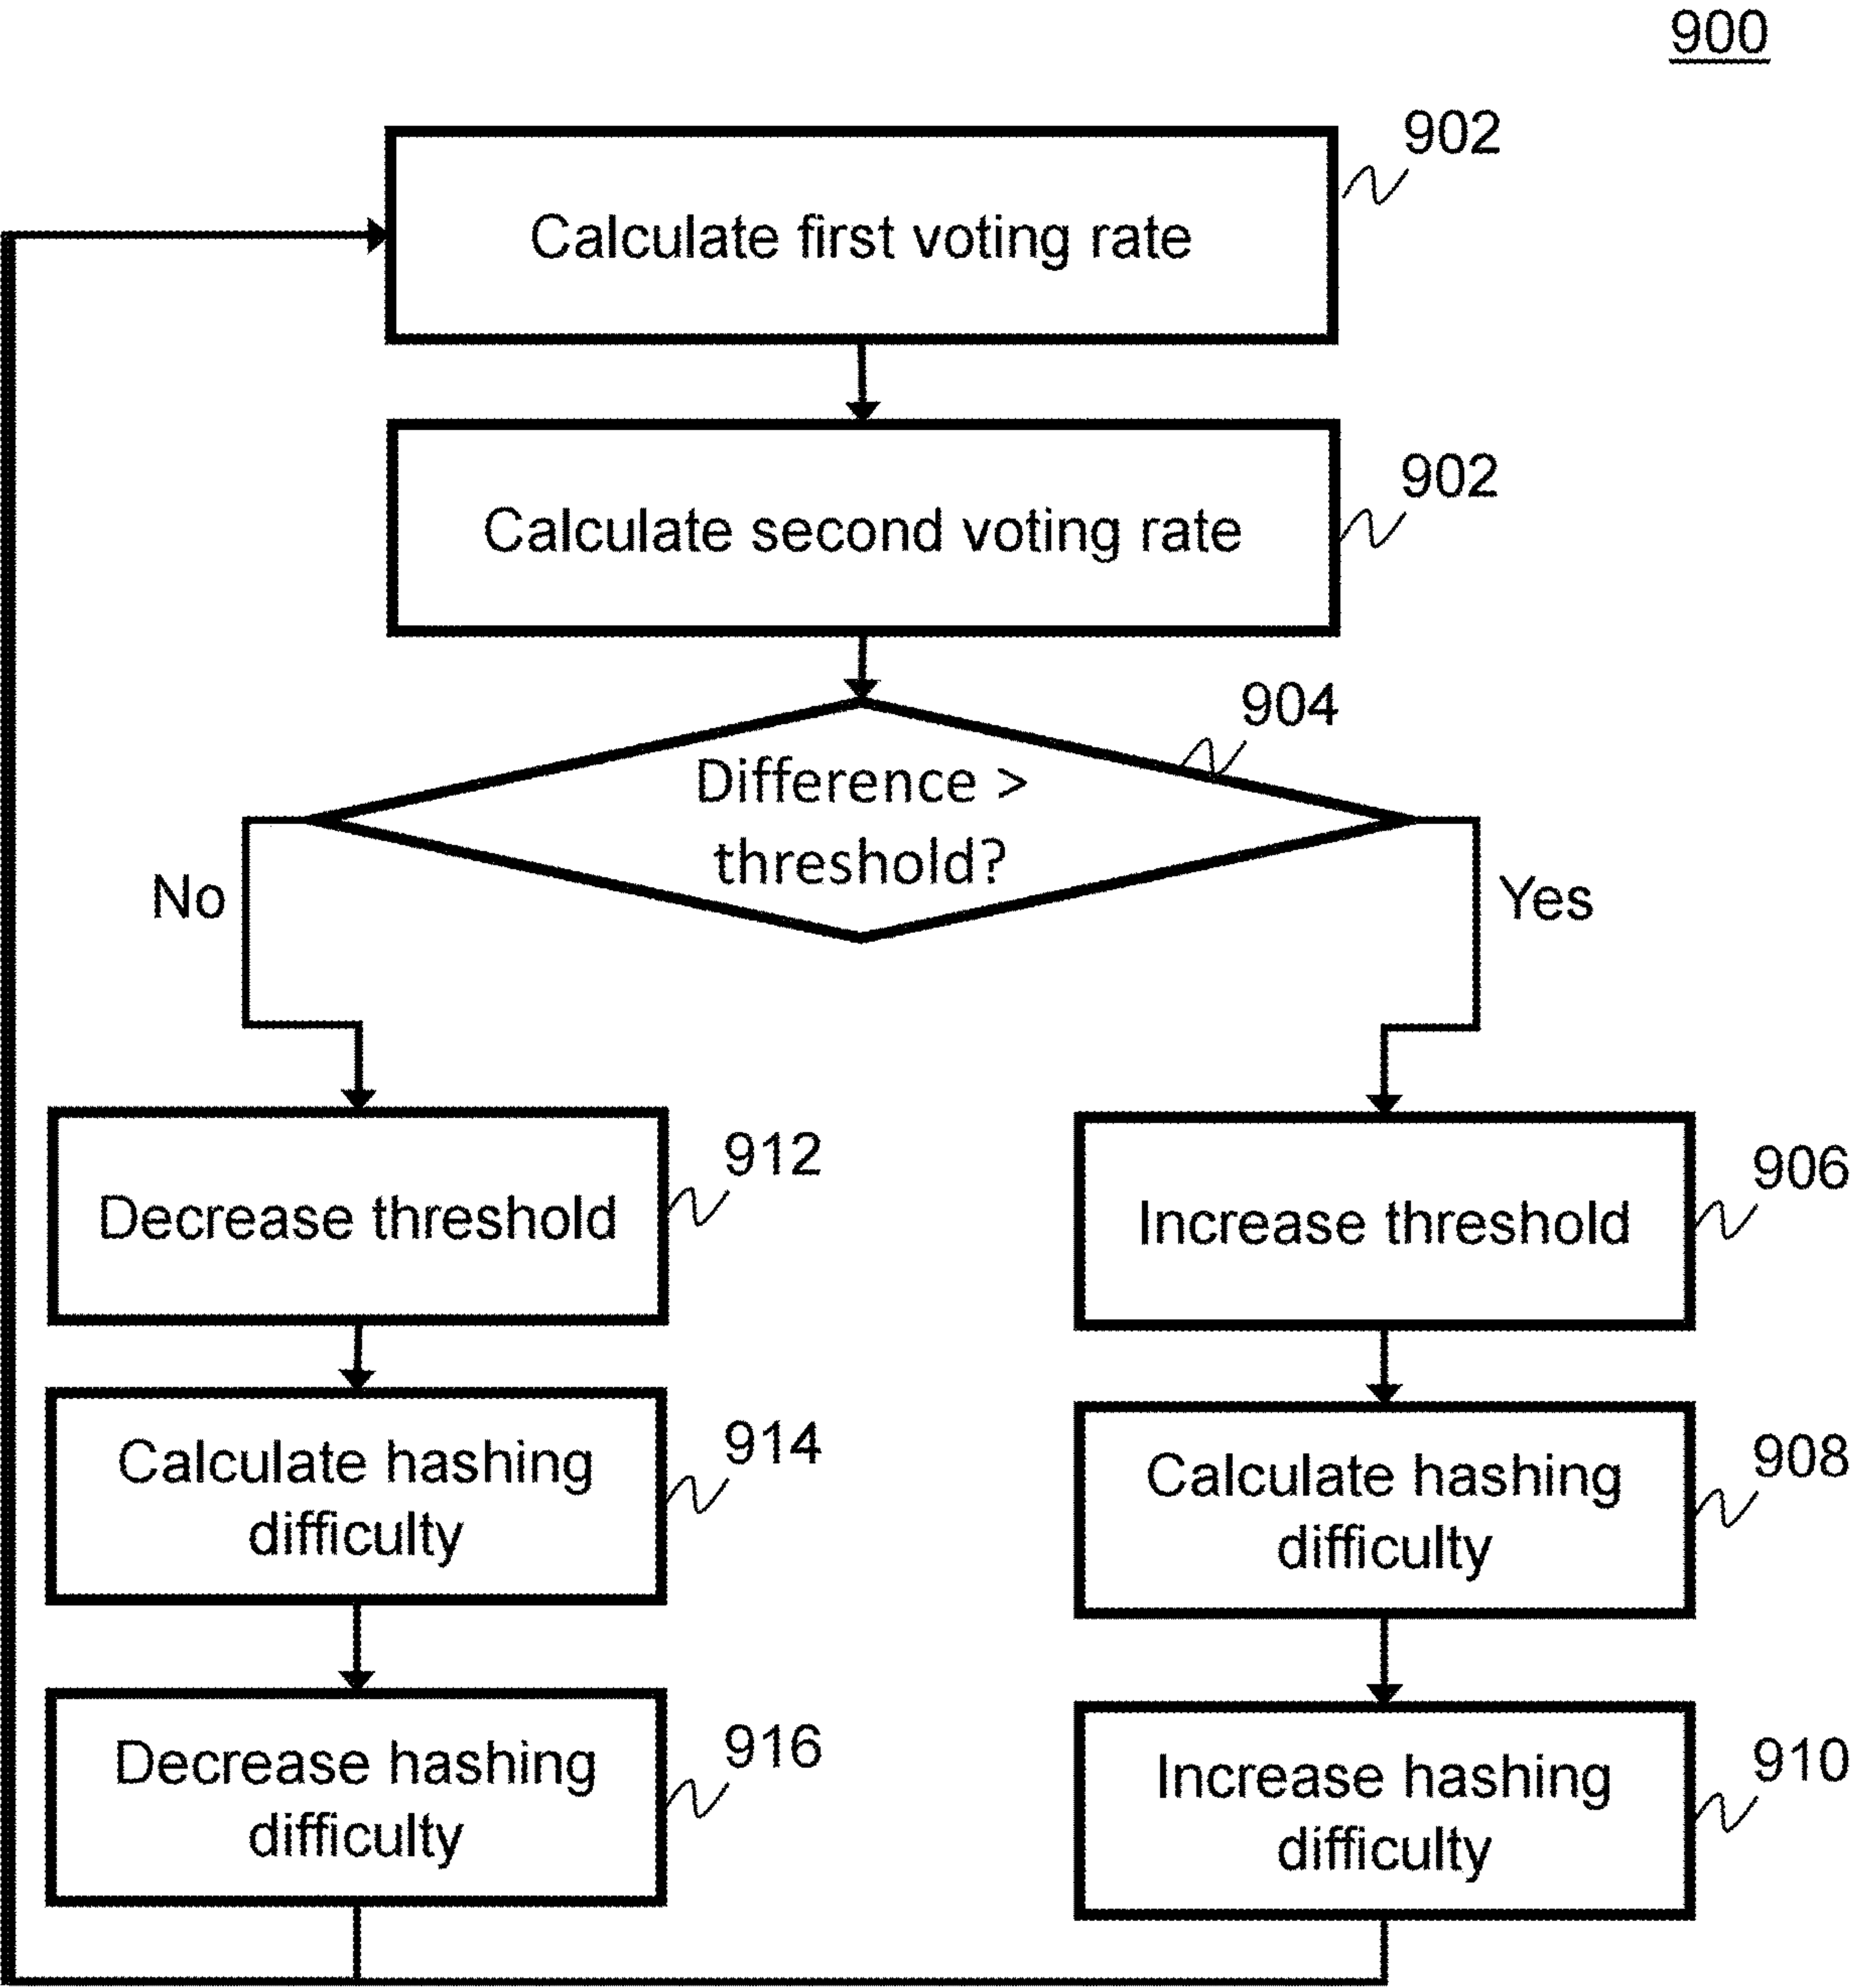 900
902
Calculate first voting rate
902
Calculate second voting rate
904
Difference >
threshold?
No
Yes
912
Decrease threshold
906
Increase threshold
914
Calculate hashing
difficulty
908
Calculate hashing
difficulty
916
Decrease hashing
difficulty
910
Increase hashing
difficulty